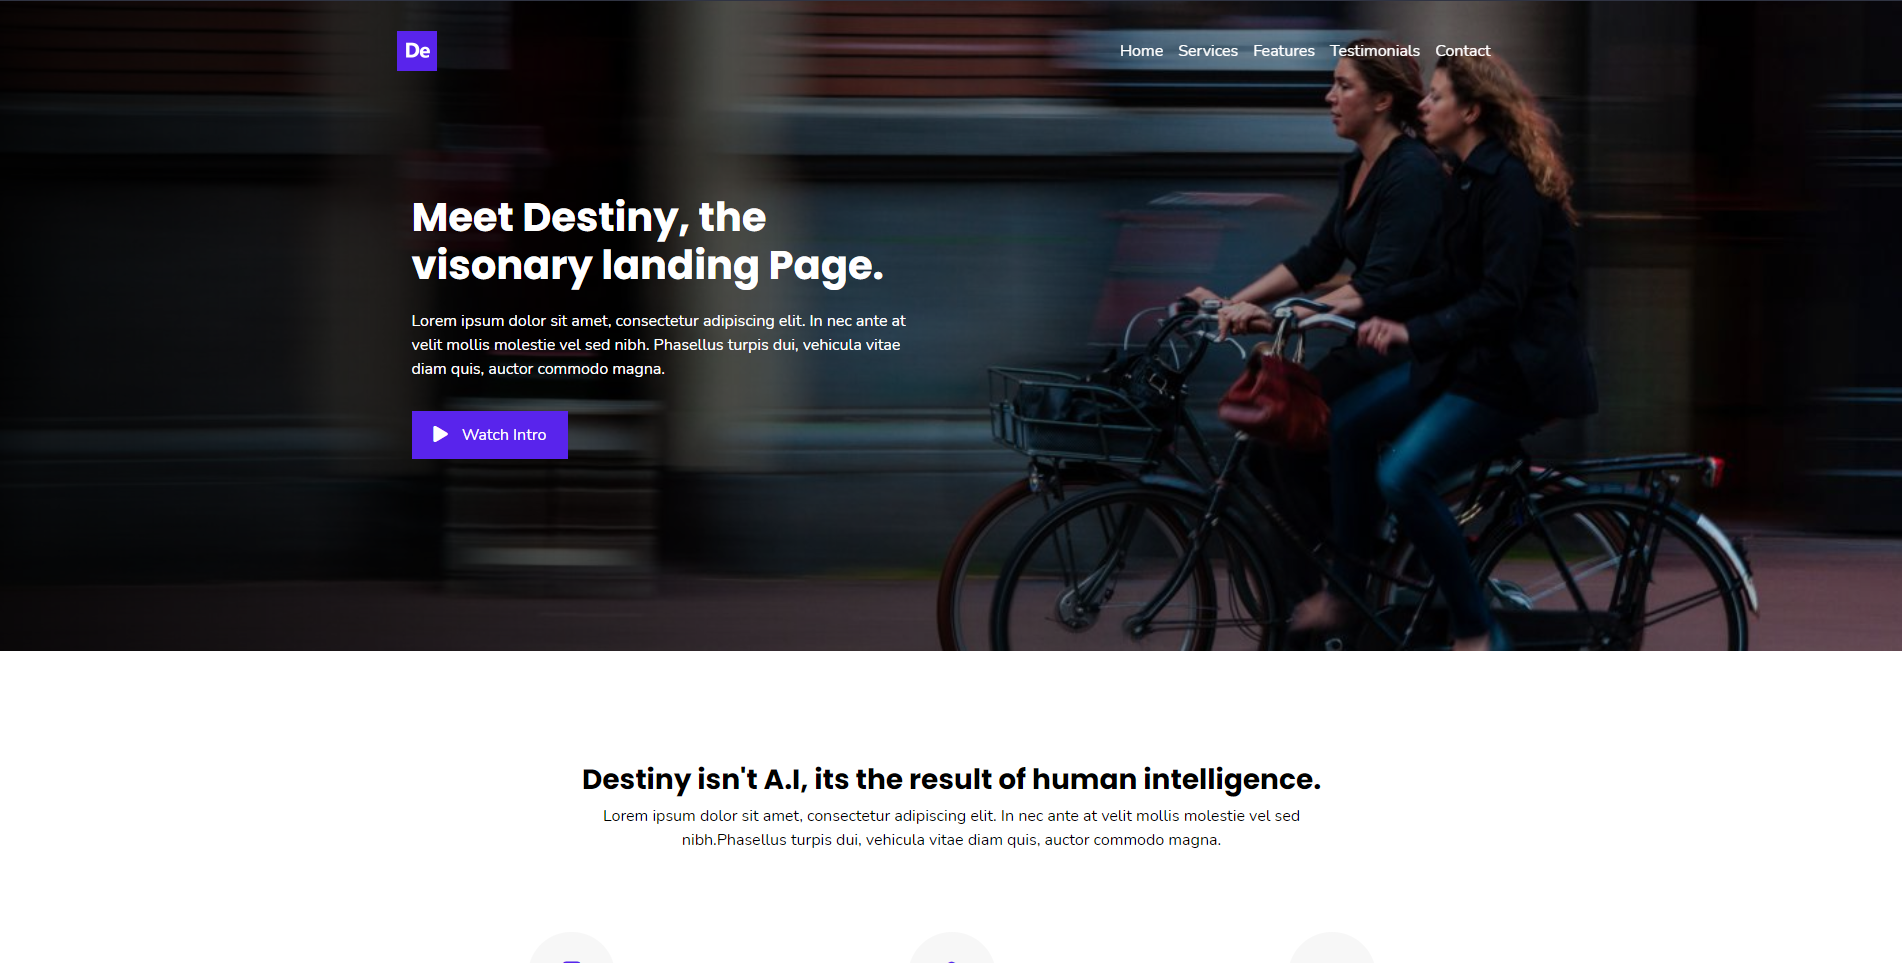 De
Home Services Features Testimonials Contact
Meet Destiny, the
visonary landing Page.
Lorem ipsum dolor sit amet, consectetur adipiscing elit. In nec ante at
velit mollis molestie vel sed nibh. Phasellus turpis dui, vehicula vitae
diam quis, auctor commodo magna.
Watch Intro
Destiny isn't A.I, its the result of human intelligence.
Lorem ipsum dolor sit amet, consectetur adipiscing elit. In nec ante at velit mollis molestie vel sed
nibh.Phasellus turpis dui, vehicula vitae diam quis, auctor commodo magna.